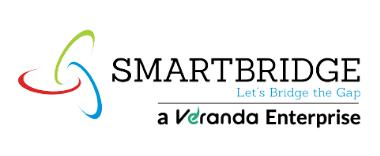 SMARTBRIDGE
Let's Bridge the Gap
a Veranda Enterprise